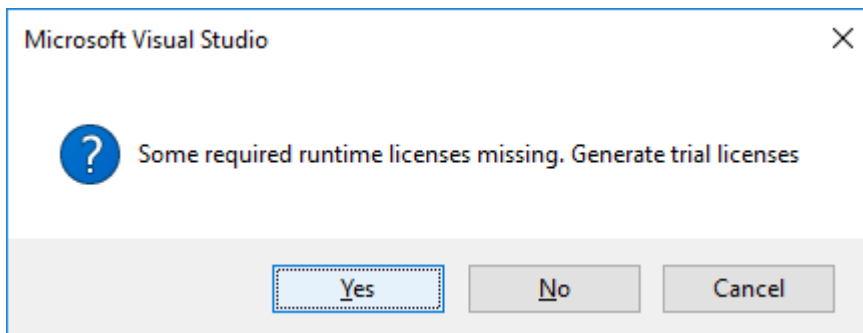 Microsoft Visual Studio
?
Some required runtime licenses missing. Generate trial licenses
Yes No Cancel